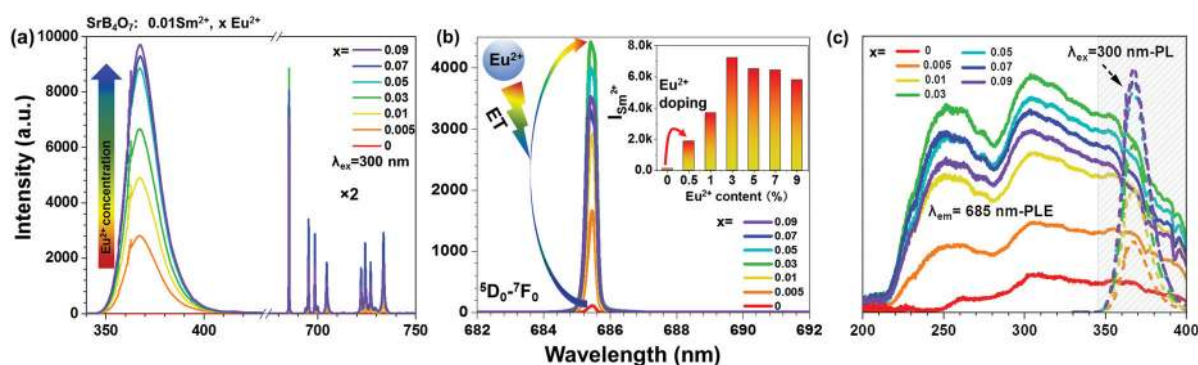 SrB4O7: 0.01Sm2+, x Eu2+
(a)
10000
8000
6000
4000
2000
0
Intensity (a.u.)
Eu2+ concentration
x=
0.09
0.07
0.05
0.03
0.01
0.005
0
λex=300 nm
×2
350
400
700
750
(b)
5000
4000
3000
2000
1000
0
Eu2+
ET
5D0-7F0
ISm2+
8.0k
6.0k
4.0k
2.0k
0.0
Eu2+
doping
0 0.5 1 3 5 7 9
Eu2+ content (%)
x=
0.09
0.07
0.05
0.03
0.01
0.005
0
682 684 686 688 690 692
Wavelength (nm)
(c)
x=
0
0.005
0.01
0.03
0.05
0.07
0.09
λex=300 nm-PL
λem= 685 nm-PLE
200 250 300 350 400